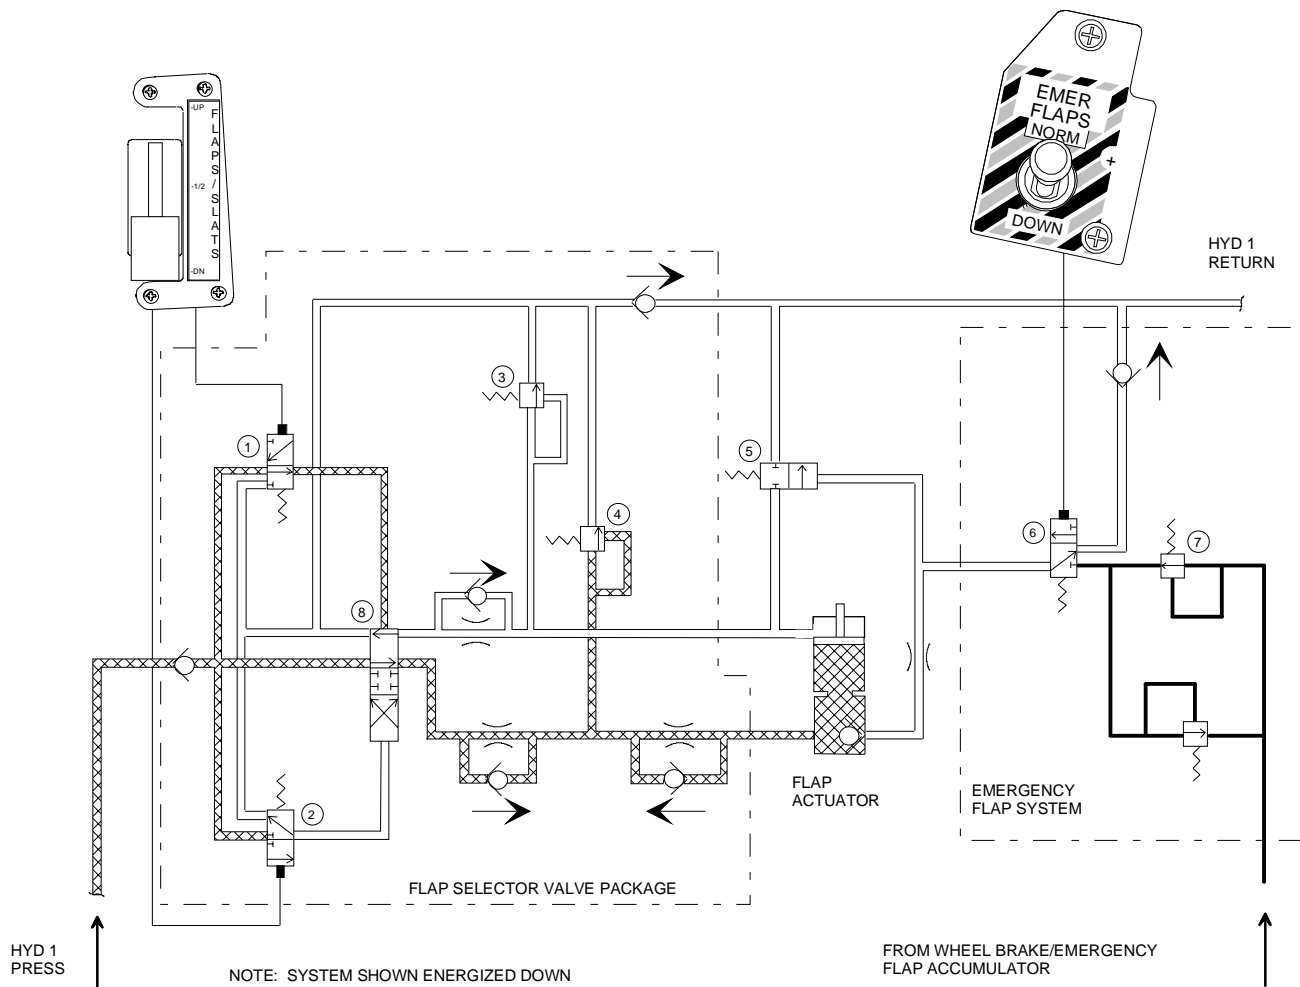 EMER
FLAPS
NORM
+
DOWN
-UP
-1/2
-DN
FLAPS/SLATS
HYD 1
RETURN
3
1
5
4
6
7
8
2
FLAP
ACTUATOR
EMERGENCY
FLAP SYSTEM
FLAP SELECTOR VALVE PACKAGE
HYD 1
PRESS
FROM WHEEL BRAKE/EMERGENCY
FLAP ACCUMULATOR
NOTE: SYSTEM SHOWN ENERGIZED DOWN